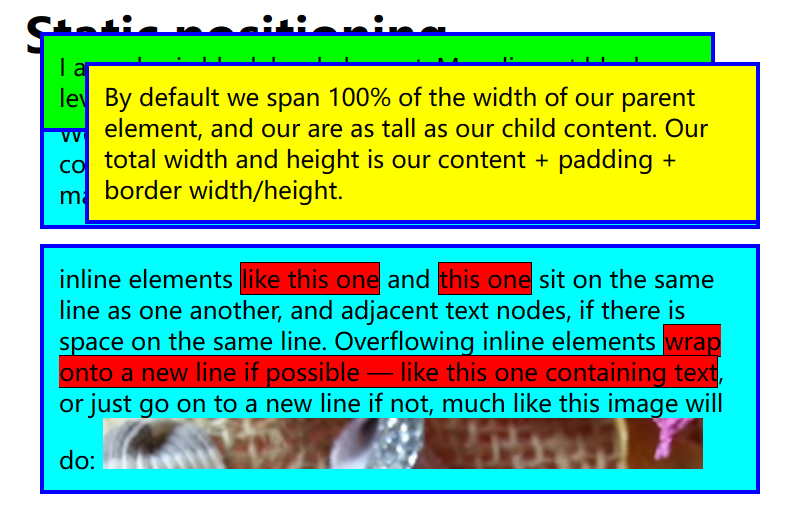 Static positioning
I a
lev
By default we span 100% of the width of our parent
element, and our are as tall as our child content. Our
total width and height is our content + padding +
border width/height.
We
co
ma
inline elements like this one and this one sit on the same
line as one another, and adjacent text nodes, if there is
space on the same line. Overflowing inline elements wrap
onto a new line if possible — like this one containing text,
or just go on to a new line if not, much like this image will
do: